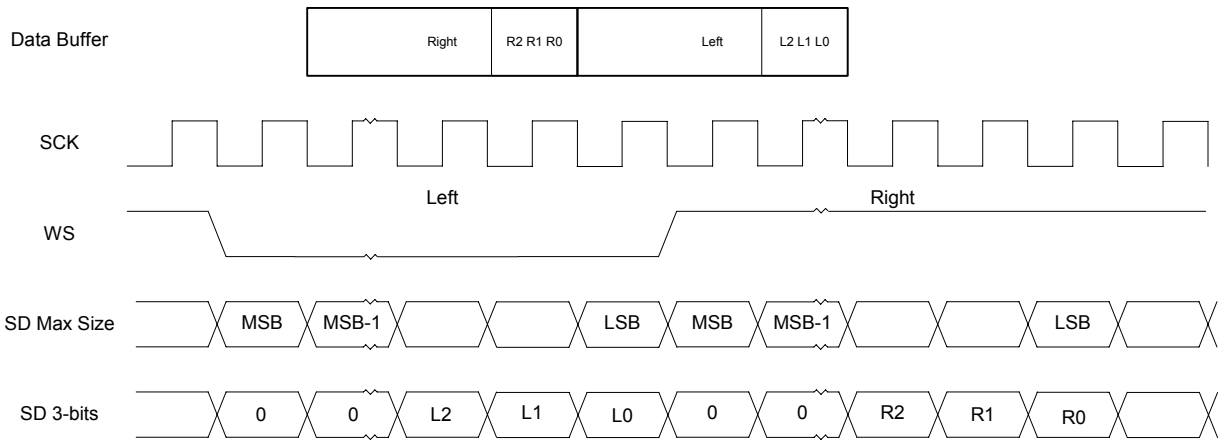 Data Buffer Right R2 R1 R0 Left L2 L1 L0
SCK
Left Right
WS
SD Max Size MSB MSB-1 LSB MSB MSB-1 LSB
SD 3-bits 0 0 L2 L1 L0 0 0 R2 R1 R0